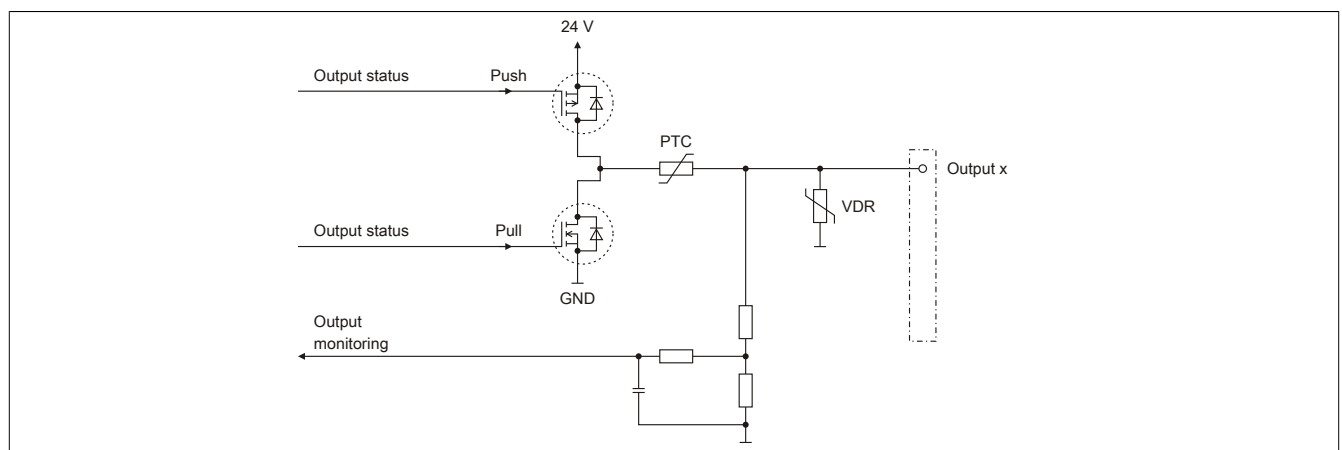 24 V
Output status
Push
PTC
Output x
VDR
Output status
Pull
GND
Output
monitoring